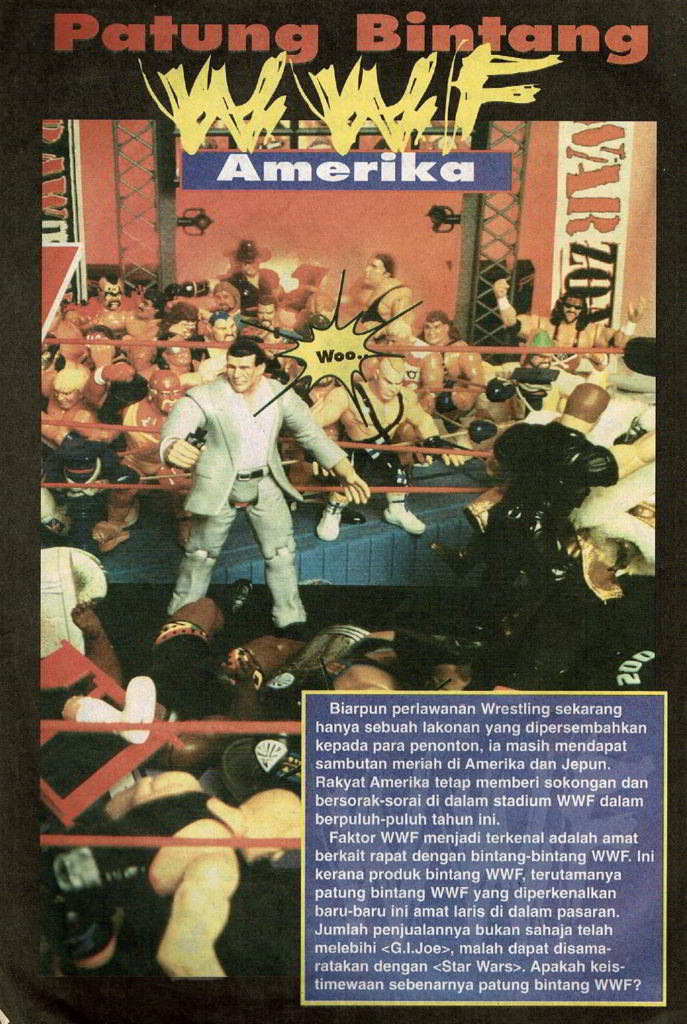 Patung Bintang
WWF
Amerika
WAR ZONE
Woo..
200
Biarpun perlawanan Wrestling sekarang
hanya sebuah lakonan yang dipersembahkan
kepada para penonton, ia masih mendapat
sambutan meriah di Amerika dan Jepun.
Rakyat Amerika tetap memberi sokongan dan
bersorak-sorai di dalam stadium WWF dalam
berpuluh-puluh tahun ini.
Faktor WWF menjadi terkenal adalah amat
berkait rapat dengan bintang-bintang WWF. Ini
kerana produk bintang WWF, terutamanya
patung bintang WWF yang diperkenalkan
baru-baru ini amat laris di dalam pasaran.
Jumlah penjualannya bukan sahaja telah
melebihi <G.I.Joe>, malah dapat disama-
ratakan dengan <Star Wars>. Apakah keis-
timewaan sebenarnya patung bintang WWF?